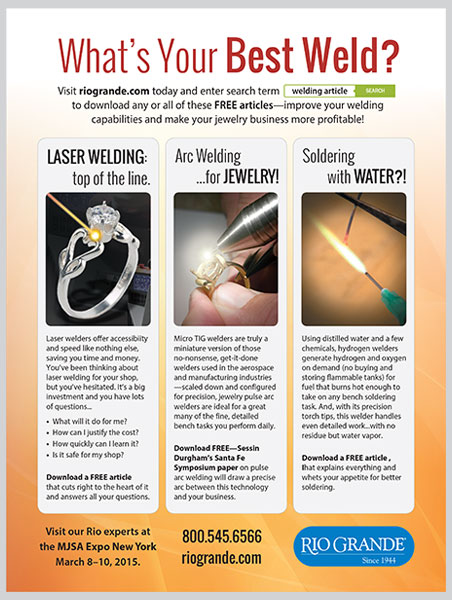 What's Your Best Weld?
Visit riogrande.com today and enter search term welding article SEARCH
to download any or all of these FREE articles—improve your welding
capabilities and make your jewelry business more profitable!
LASER WELDING:
top of the line.
Laser welders offer accessibiity
and speed like nothing else,
saving you time and money.
You've been thinking about
laser welding for your shop,
but you've hesitated. It's a big
investment and you have lots
of questions...
• What will it do for me?
• How can I justify the cost?
• How quickly can I learn it?
• Is it safe for my shop?
Download a FREE article
that cuts right to the heart of it
and answers all your questions.
Arc Welding
...for JEWELRY!
Micro TIG welders are truly a
miniature version of those
no-nonsense, get-it-done
welders used in the aerospace
and manufacturing industries
—scaled down and configured
for precision, jewelry pulse arc
welders are ideal for a great
many of the fine, detailed
bench tasks you perform daily.
Download FREE—Sessin
Durgham's Santa Fe
Symposium paper on pulse
arc welding will draw a precise
arc between this technology
and your business.
Soldering
with WATER?!
Using distilled water and a few
chemicals, hydrogen welders
generate hydrogen and oxygen
on demand (no buying and
storing flammable tanks) for
fuel that burns hot enough to
take on any bench soldering
task. And, with its precision
torch tips, this welder handles
even detailed work...with no
residue but water vapor.
Download a FREE article,
that explains everything and
whets your appetite for better
soldering.
Visit our Rio experts at
the MJSA Expo New York
March 8–10, 2015.
800.545.6566
riogrande.com
RIO GRANDE
Since 1944